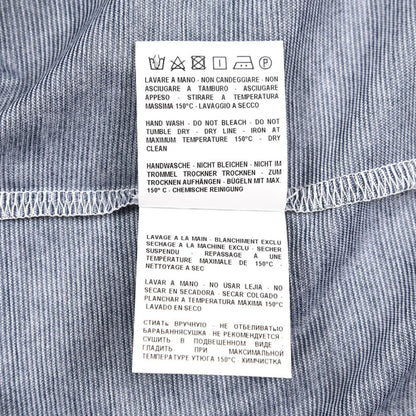 LAVARE A MANO - NON CANDEGGIARE - NON
ASCIUGARE A TAMBURO - ASCIUGARE
APPESO - STIRARE A TEMPERATURA
MASSIMA 150°C - LAVAGGIO A SECCO
HAND WASH - DO NOT BLEACH - DO NOT
TUMBLE DRY - DRY LINE - IRON AT
MAXIMUM TEMPERATURE 150°C - DRY
CLEAN
HANDWASCHE - NICHT BLEICHEN - NICHT IM
TROMMEL TROCKNER TROCKNEN - ZUM
TROCKNEN AUFHÄNGEN - BÜGELN MIT MAX.
150° C - CHEMISCHE REINIGUNG
LAVAGE A LA MAIN - BLANCHIMENT EXCLU
SECHAGE A LA MACHINE EXCLU - SECHER
SUSPENDU - REPASSAGE A UNE
TEMPERATURE MAXIMALE DE 150°C -
NETTOYAGE A SEC
LAVAR A MANO - NO USAR LEJIA - NO
SECAR EN SECADORA - SECAR COLGADO -
PLANCHAR A TEMPERATURA MAXIMA 150°C -
LAVADO EN SECO
СТИАТЬ ВРУЧНУЮ - НЕ ОТБЕЛИВАТЬ
БАРАБАННЯСУШКА НЕ РЕКОМЕНДУЕТСЯ -
СУШИТЬ В ПОДВЕШЕННОМ ВИДЕ -
ГЛАДИТЬ ПРИ МАКСИМАЛЬНОЙ
ТЕМПЕРАТУРЕ УТЮГА 150°C - ХИМЧИСТКА